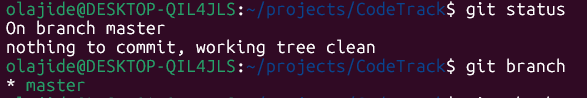 olajide@DESKTOP-QIL4JLS:~/projects/CodeTrack$ git status
On branch master
nothing to commit, working tree clean
olajide@DESKTOP-QIL4JLS:~/projects/CodeTrack$ git branch
* master